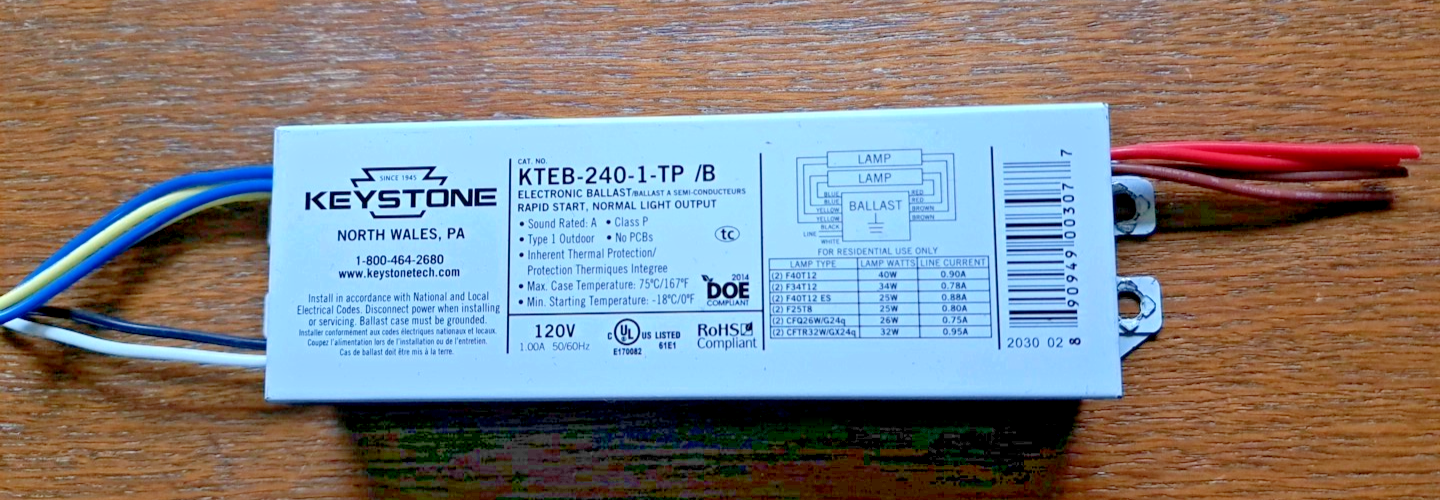 SINCE 1945
KEYSTONE
NORTH WALES, PA
1-800-464-2680
www.keystonetech.com
Install in accordance with National and Local
Electrical Codes. Disconnect power when installing
or servicing. Ballast case must be grounded.
Installer conformément aux codes électriques nationaux et locaux.
Coupez l'alimentation lors de l'installation ou de l'entretien.
Cas de ballast doit être mis à la terre.
CAT. NO.
KTEB-240-1-TP /B
ELECTRONIC BALLAST/BALLAST A SEMI-CONDUCTEURS
RAPID START, NORMAL LIGHT OUTPUT
• Sound Rated: A • Class P
• Type 1 Outdoor • No PCBs
• Inherent Thermal Protection/
Protection Thermiques Integree
• Max. Case Temperature: 75°C/167°F
• Min. Starting Temperature: -18°C/0°F
tc
2014
DOE
COMPLIANT
120V
1.00A 50/60Hz
C UL US LISTED
E170082 61E1
RoHS
Compliant
LAMP
LAMP
BALLAST
BLUE
BLUE
YELLOW
YELLOW
BLACK
LINE
WHITE
RED
RED
BROWN
BROWN
FOR RESIDENTIAL USE ONLY
LAMP TYPE LAMP WATTS LINE CURRENT
(2) F40T12 40W 0.90A
(2) F34T12 34W 0.78A
(2) F40T12 ES 25W 0.88A
(2) F25T8 25W 0.80A
(2) CFQ26W/G24q 26W 0.75A
(2) CFTR32W/GX24q 32W 0.95A
7 90949 00307 8
2030 02